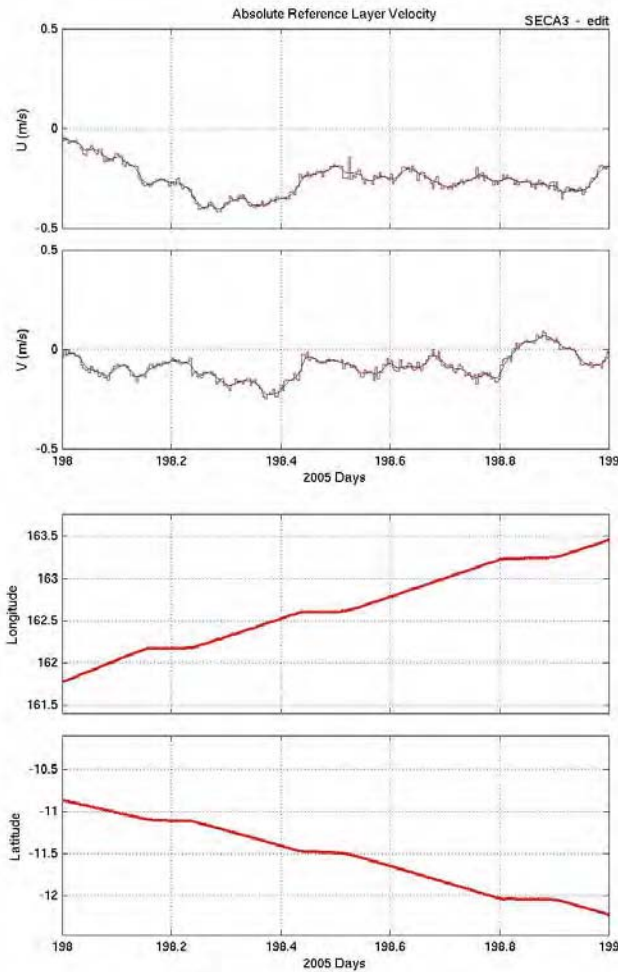 Absolute Reference Layer Velocity
SECA3 - edit
0.5
0
-0.5
U (m/s)
0.5
0
-0.5
V (m/s)
198 198.2 198.4 198.6 198.8 199
2005 Days
163.5
163
162.5
162
161.5
Longitude
-10.5
-11
-11.5
-12
Latitude
198 198.2 198.4 198.6 198.8 199
2005 Days